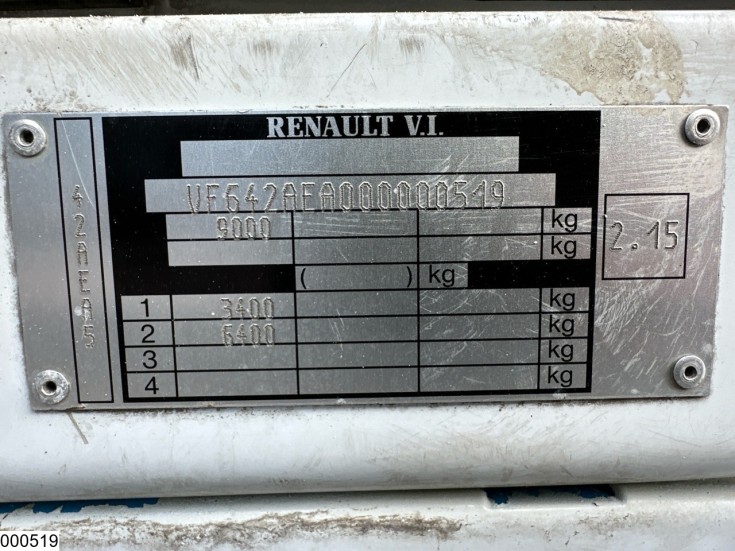 RENAULT V.I.
VF642AEA000000519
9000 kg
kg
( ) kg
1 3400 kg
2 6400 kg
3 kg
4 kg
42AEA5
2.15
000519